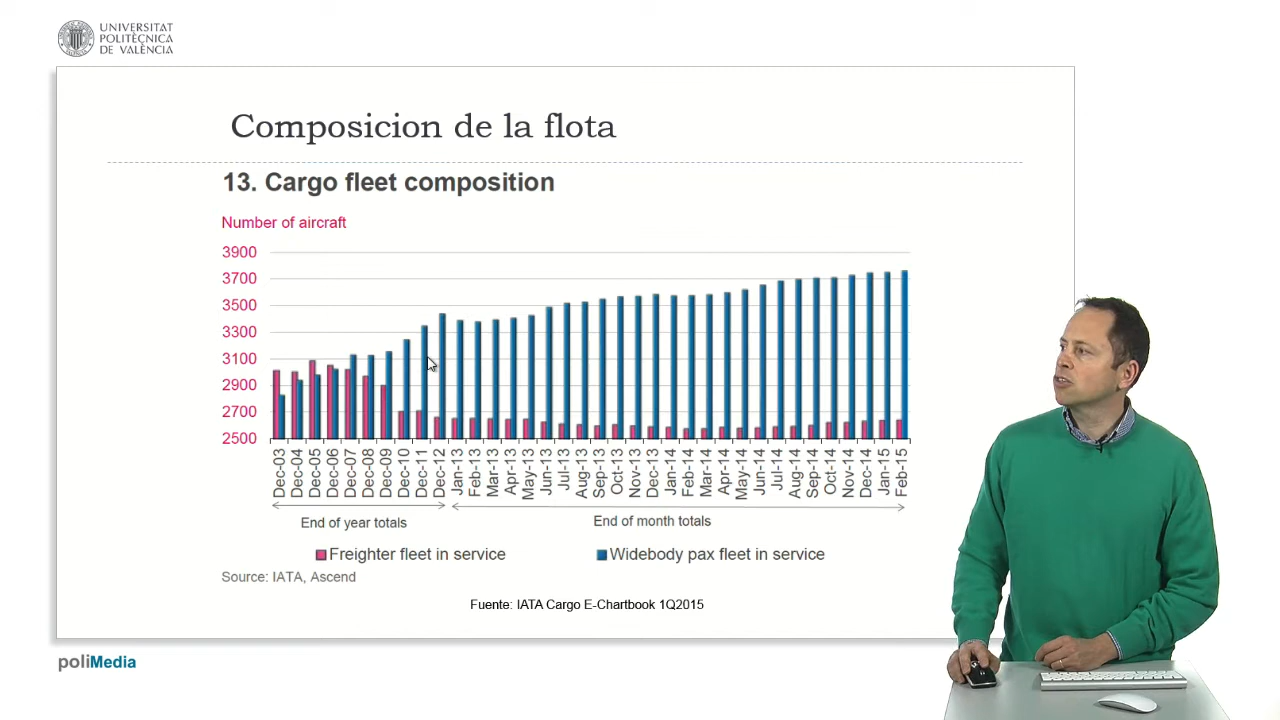 UNIVERSITAT
POLITÈCNICA
DE VALÈNCIA
Composicion de la flota
13. Cargo fleet composition
Number of aircraft
3900
3700
3500
3300
3100
2900
2700
2500
Dec-03 Dec-04 Dec-05 Dec-06 Dec-07 Dec-08 Dec-09 Dec-10 Dec-11 Dec-12 Jan-13 Feb-13 Mar-13 Apr-13 May-13 Jun-13 Jul-13 Aug-13 Sep-13 Oct-13 Nov-13 Dec-13 Jan-14 Feb-14 Mar-14 Apr-14 May-14 Jun-14 Jul-14 Aug-14 Sep-14 Oct-14 Nov-14 Dec-14 Jan-15 Feb-15
End of year totals End of month totals
Freighter fleet in service Widebody pax fleet in service
Source: IATA, Ascend
Fuente: IATA Cargo E-Chartbook 1Q2015
poliMedia